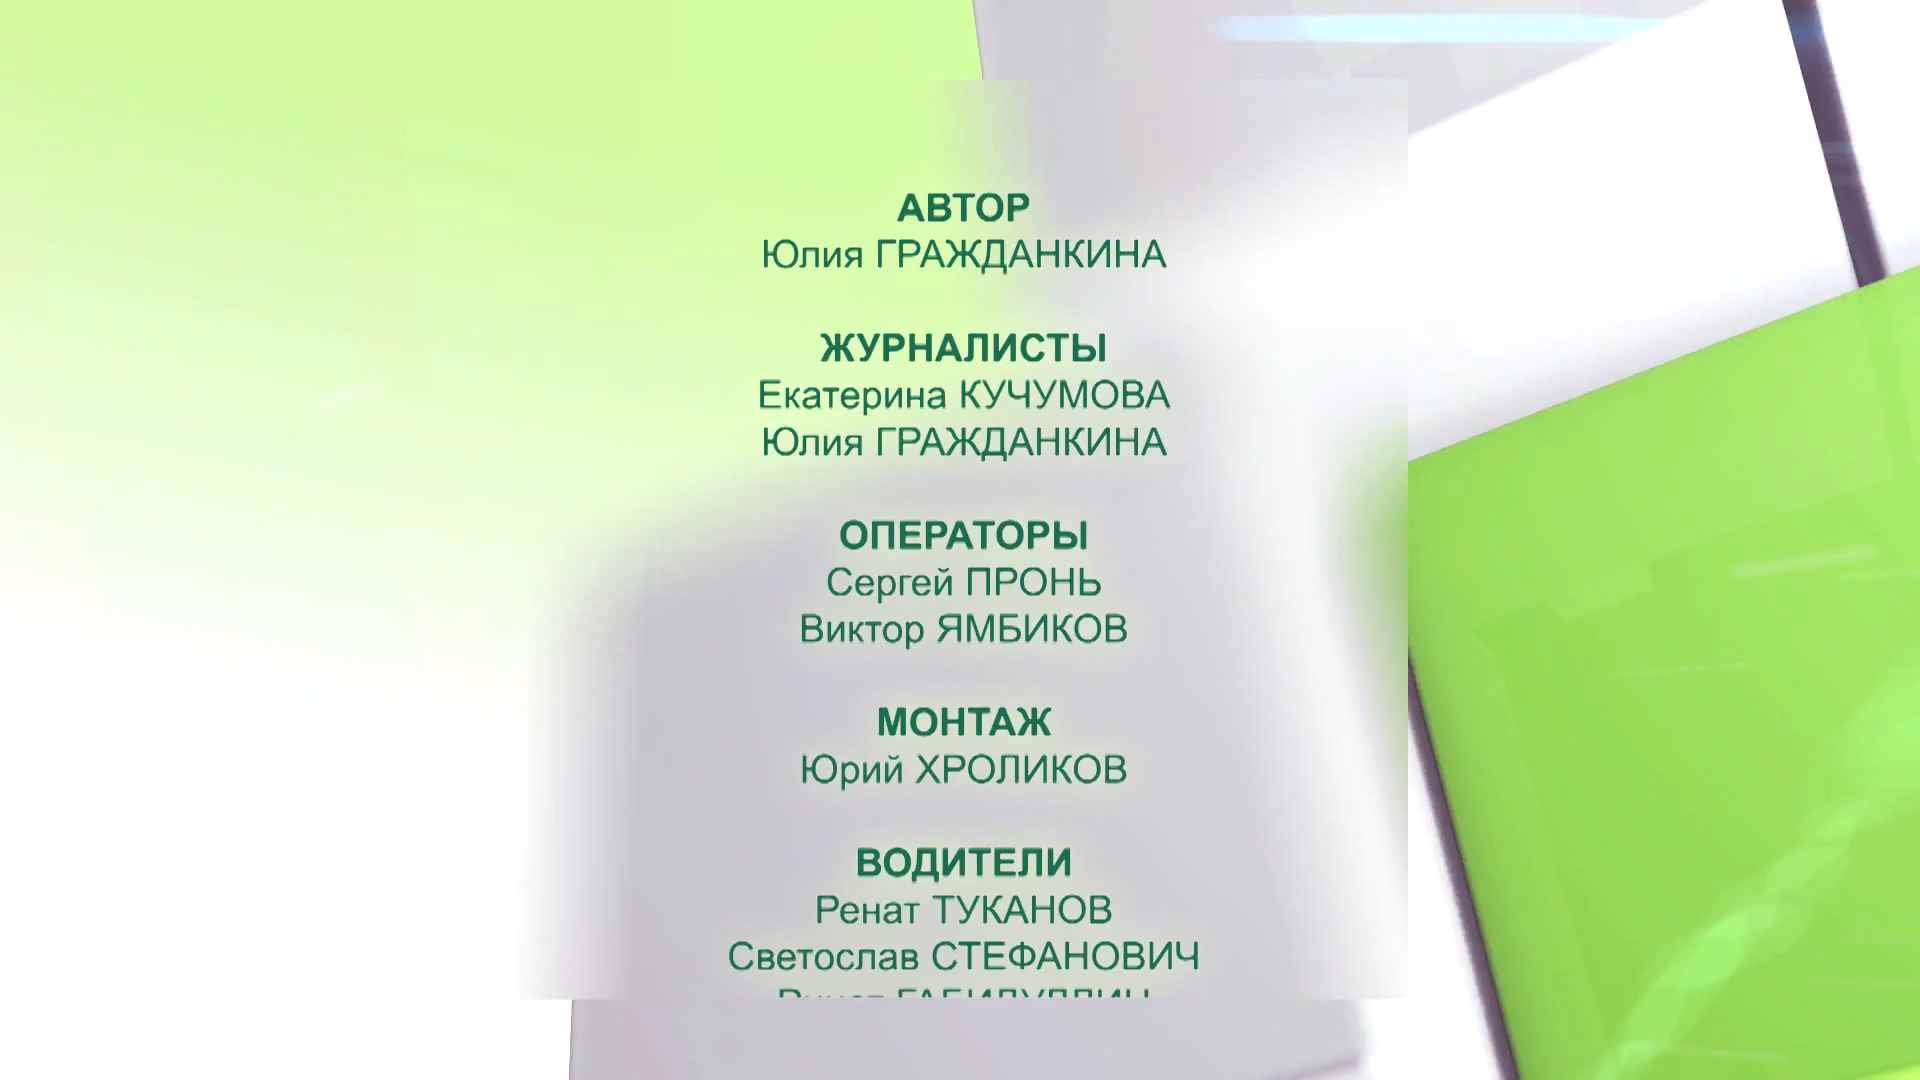 АВТОР
Юлия ГРАЖДАНКИНА
ЖУРНАЛИСТЫ
Екатерина КУЧУМОВА
Юлия ГРАЖДАНКИНА
ОПЕРАТОРЫ
Сергей ПРОНЬ
Виктор ЯМБИКОВ
МОНТАЖ
Юрий ХРОЛИКОВ
ВОДИТЕЛИ
Ренат ТУКАНОВ
Светослав СТЕФАНОВИЧ